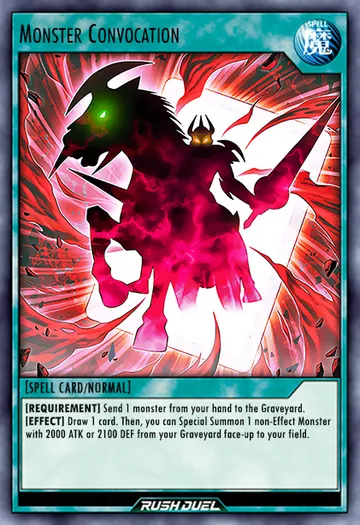 MONSTER CONVOCATION
SPELL
魔
[SPELL CARD/NORMAL]
[REQUIREMENT] Send 1 monster from your hand to the Graveyard.
[EFFECT] Draw 1 card. Then, you can Special Summon 1 non-Effect Monster
with 2000 ATK or 2100 DEF from your Graveyard face-up to your field.
RUSH DUEL